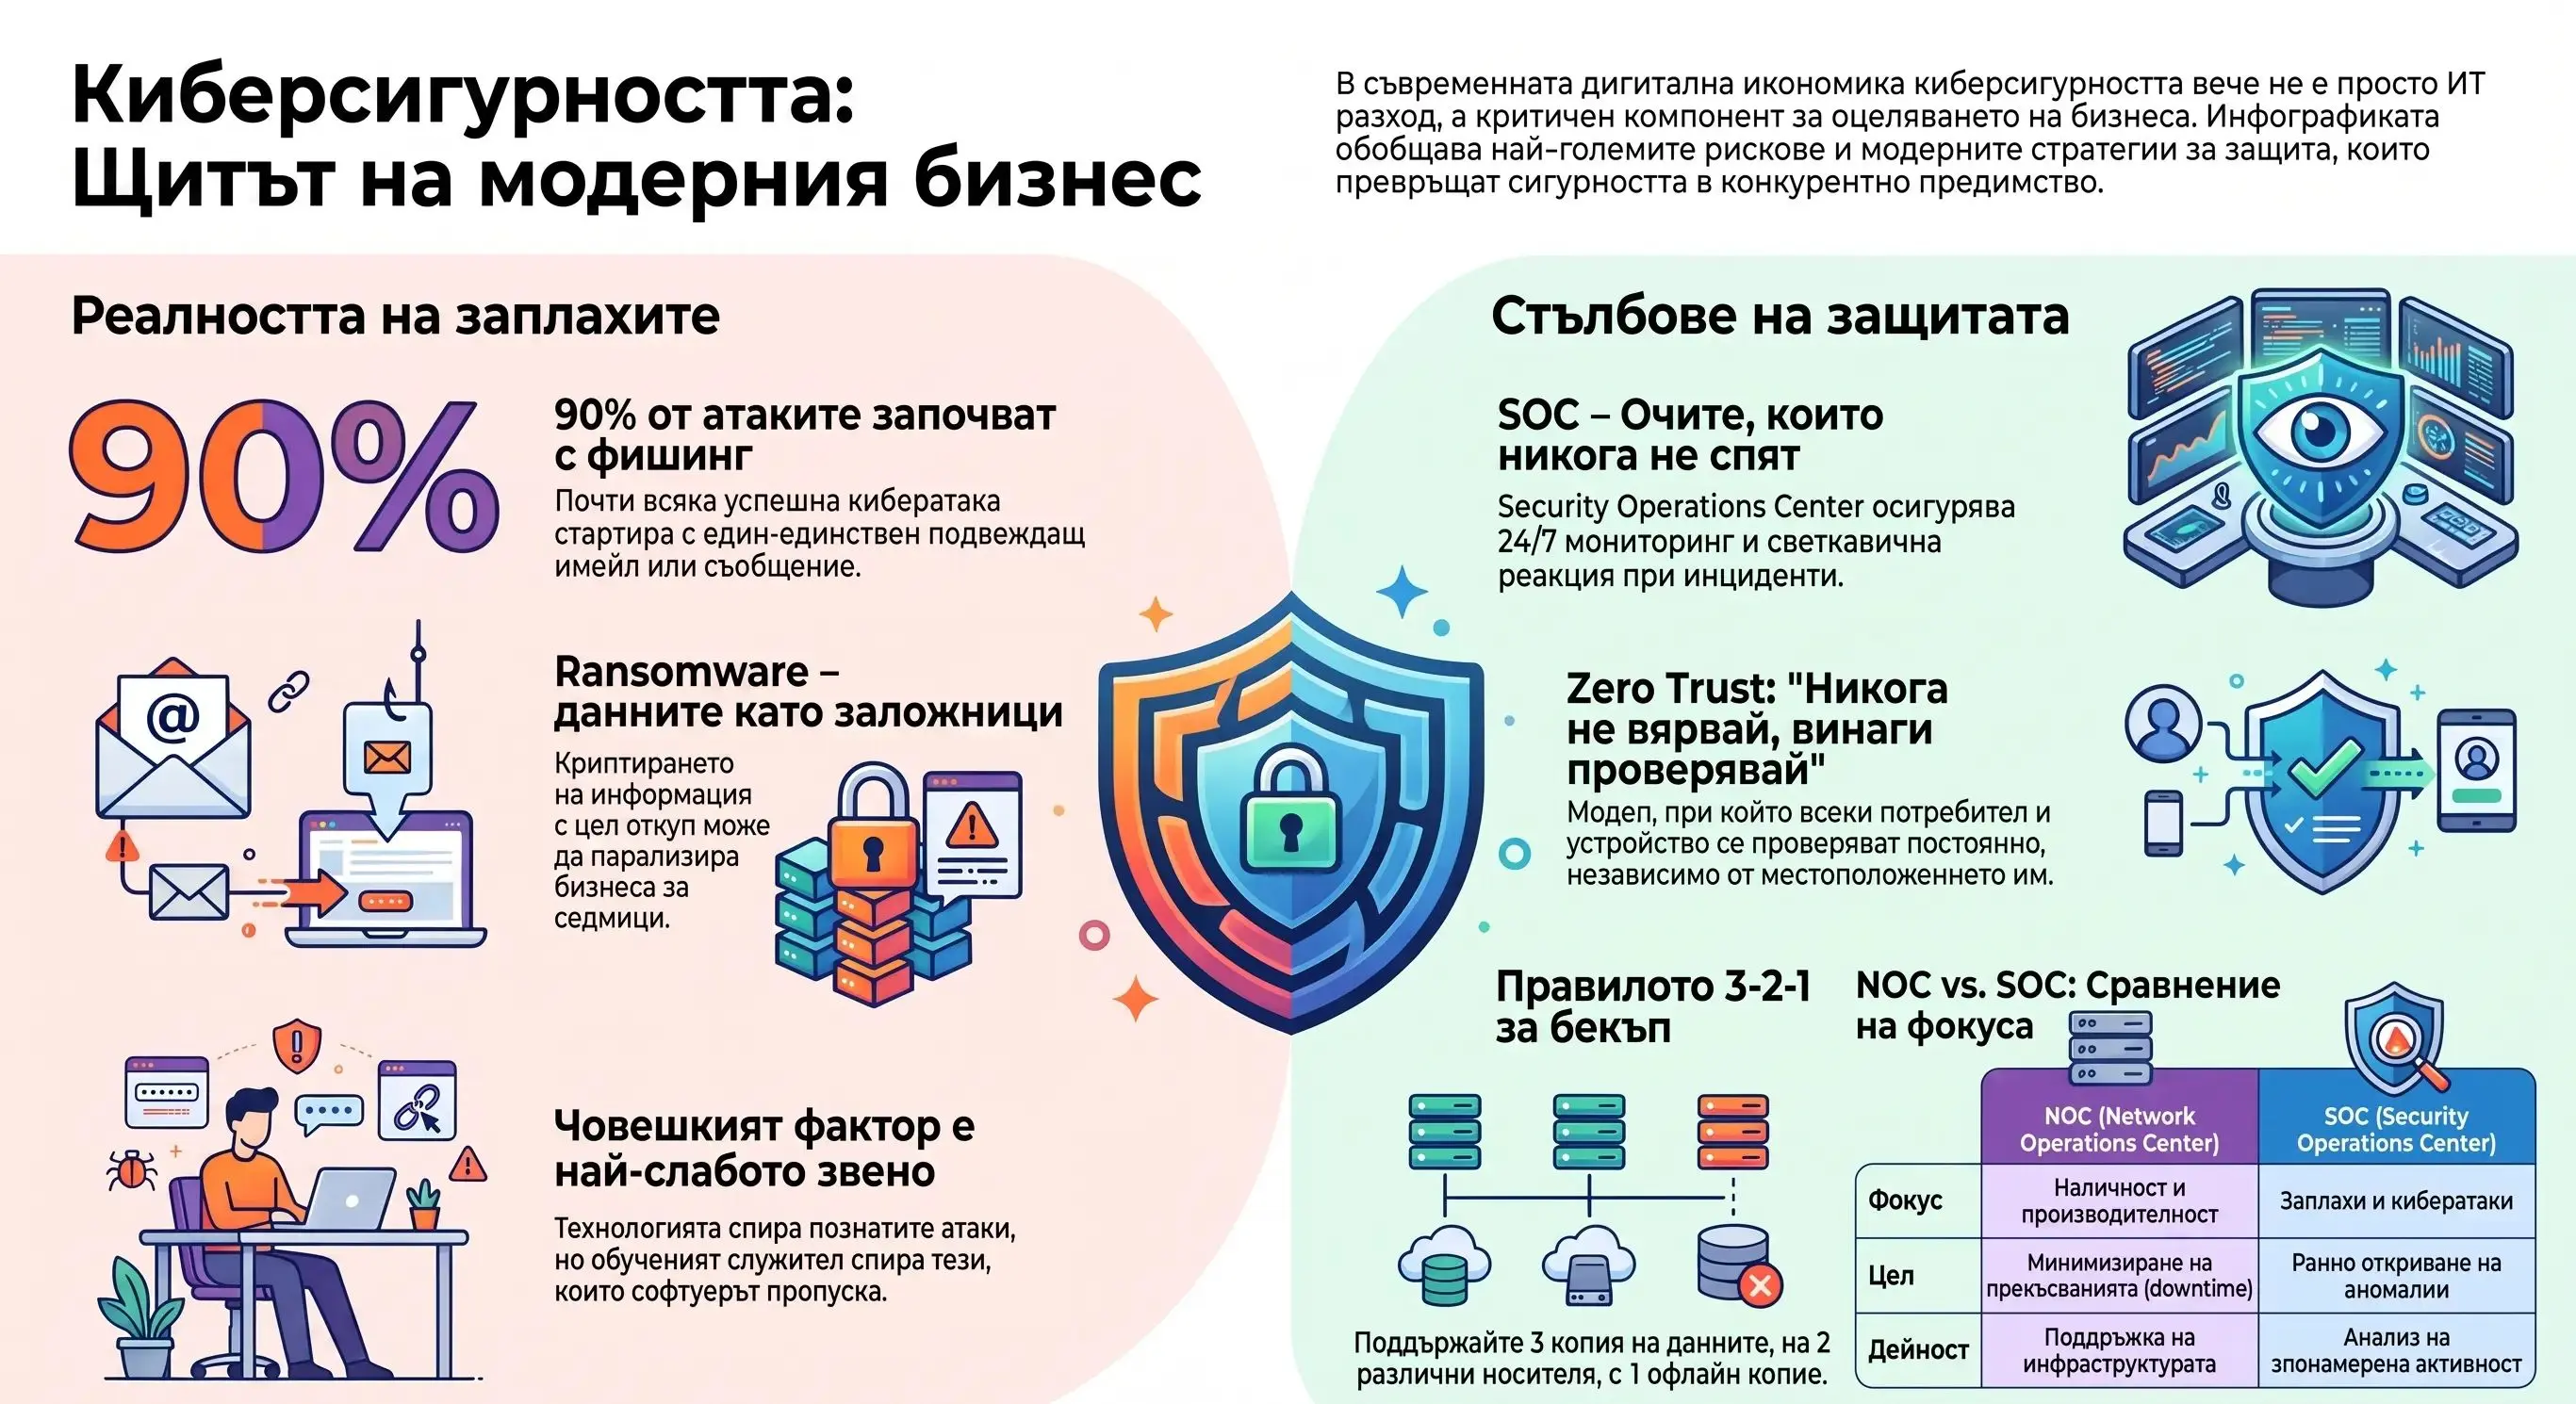 Киберсигурността:
Щитът на модерния бизнес
В съвременната дигитална икономика киберсигурността вече не е просто ИТ
разход, а критичен компонент за оцеляването на бизнеса. Инфографиката
обобщава най-големите рискове и модерните стратегии за защита, които
превръщат сигурността в конкурентно предимство.
Реалността на заплахите
90%
90% от атаките започват
с фишинг
Почти всяка успешна кибератака
стартира с един-единствен подвеждащ
имейл или съобщение.
@
Ransomware –
данните като заложници
Криптирането
на информация
с цел откуп може
да парализира
бизнеса за
седмици.
Човешкият фактор е
най-слабото звено
Технологията спира познатите атаки,
но обученият служител спира тези,
които софтуерът пропуска.
Стълбове на защитата
SOC – Очите, които
никога не спят
Security Operations Center осигурява
24/7 мониторинг и светкавична
реакция при инциденти.
Zero Trust: "Никога
не вярвай, винаги
проверявай"
Модеп, при който всеки потребител и
устройство се проверяват постоянно,
независимо от местоположеннето им.
Правилото 3-2-1
за бекъп
Поддържайте 3 копия на данните, на 2
различни носителя, с 1 офлайн копие.
NOC vs. SOC: Сравнение
на фокуса
NOC (Network
Operations Center)
SOC (Security
Operations Center)
Фокус
Наличност и
производителност
Заплахи и кибератаки
Цел
Минимизиране на
прекъсванията (downtime)
Ранно откриване на
аномалии
Дейност
Поддръжка на
инфраструктурата
Анализ на
зпонамерена активност